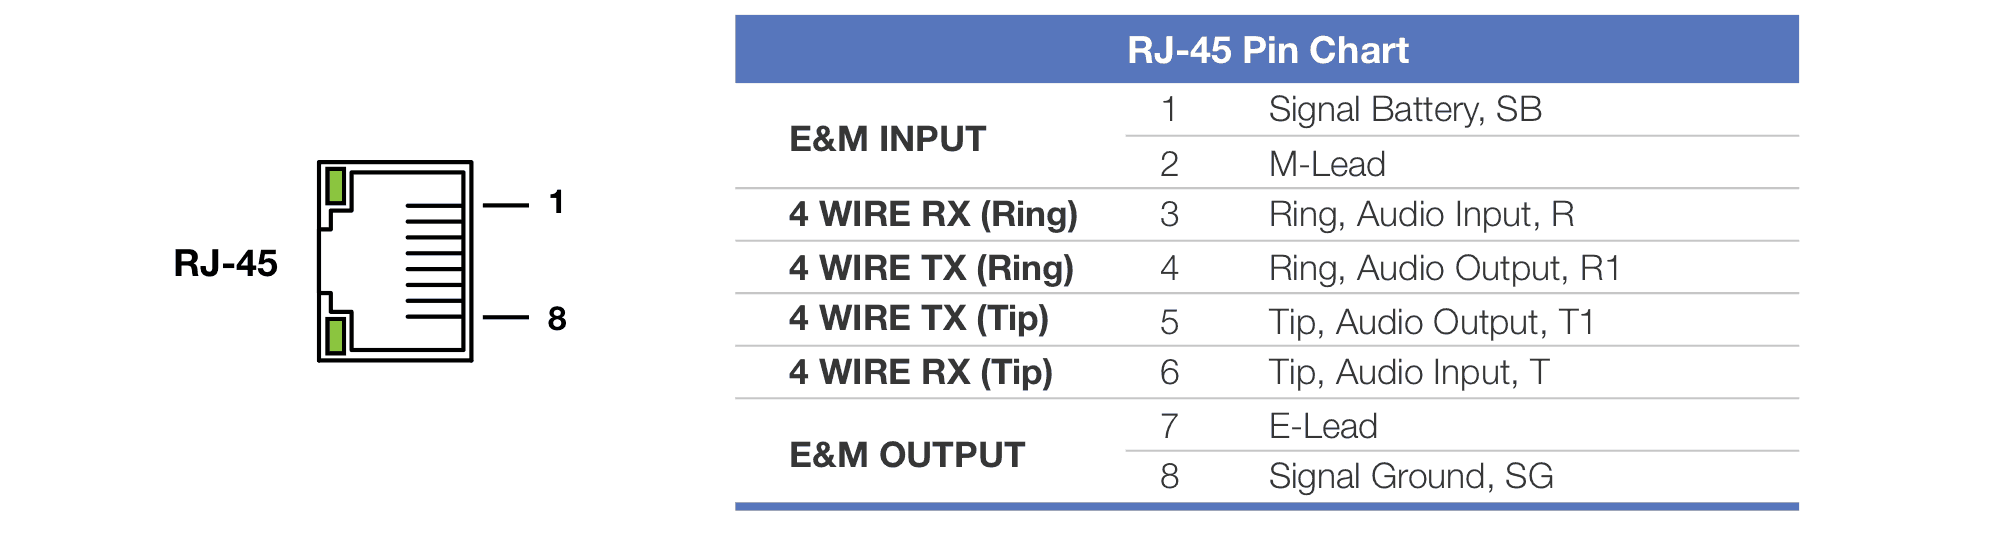 RJ-45
1
8
RJ-45 Pin Chart
E&M INPUT
1 Signal Battery, SB
2 M-Lead
4 WIRE RX (Ring) 3 Ring, Audio Input, R
4 WIRE TX (Ring) 4 Ring, Audio Output, R1
4 WIRE TX (Tip) 5 Tip, Audio Output, T1
4 WIRE RX (Tip) 6 Tip, Audio Input, T
E&M OUTPUT
7 E-Lead
8 Signal Ground, SG